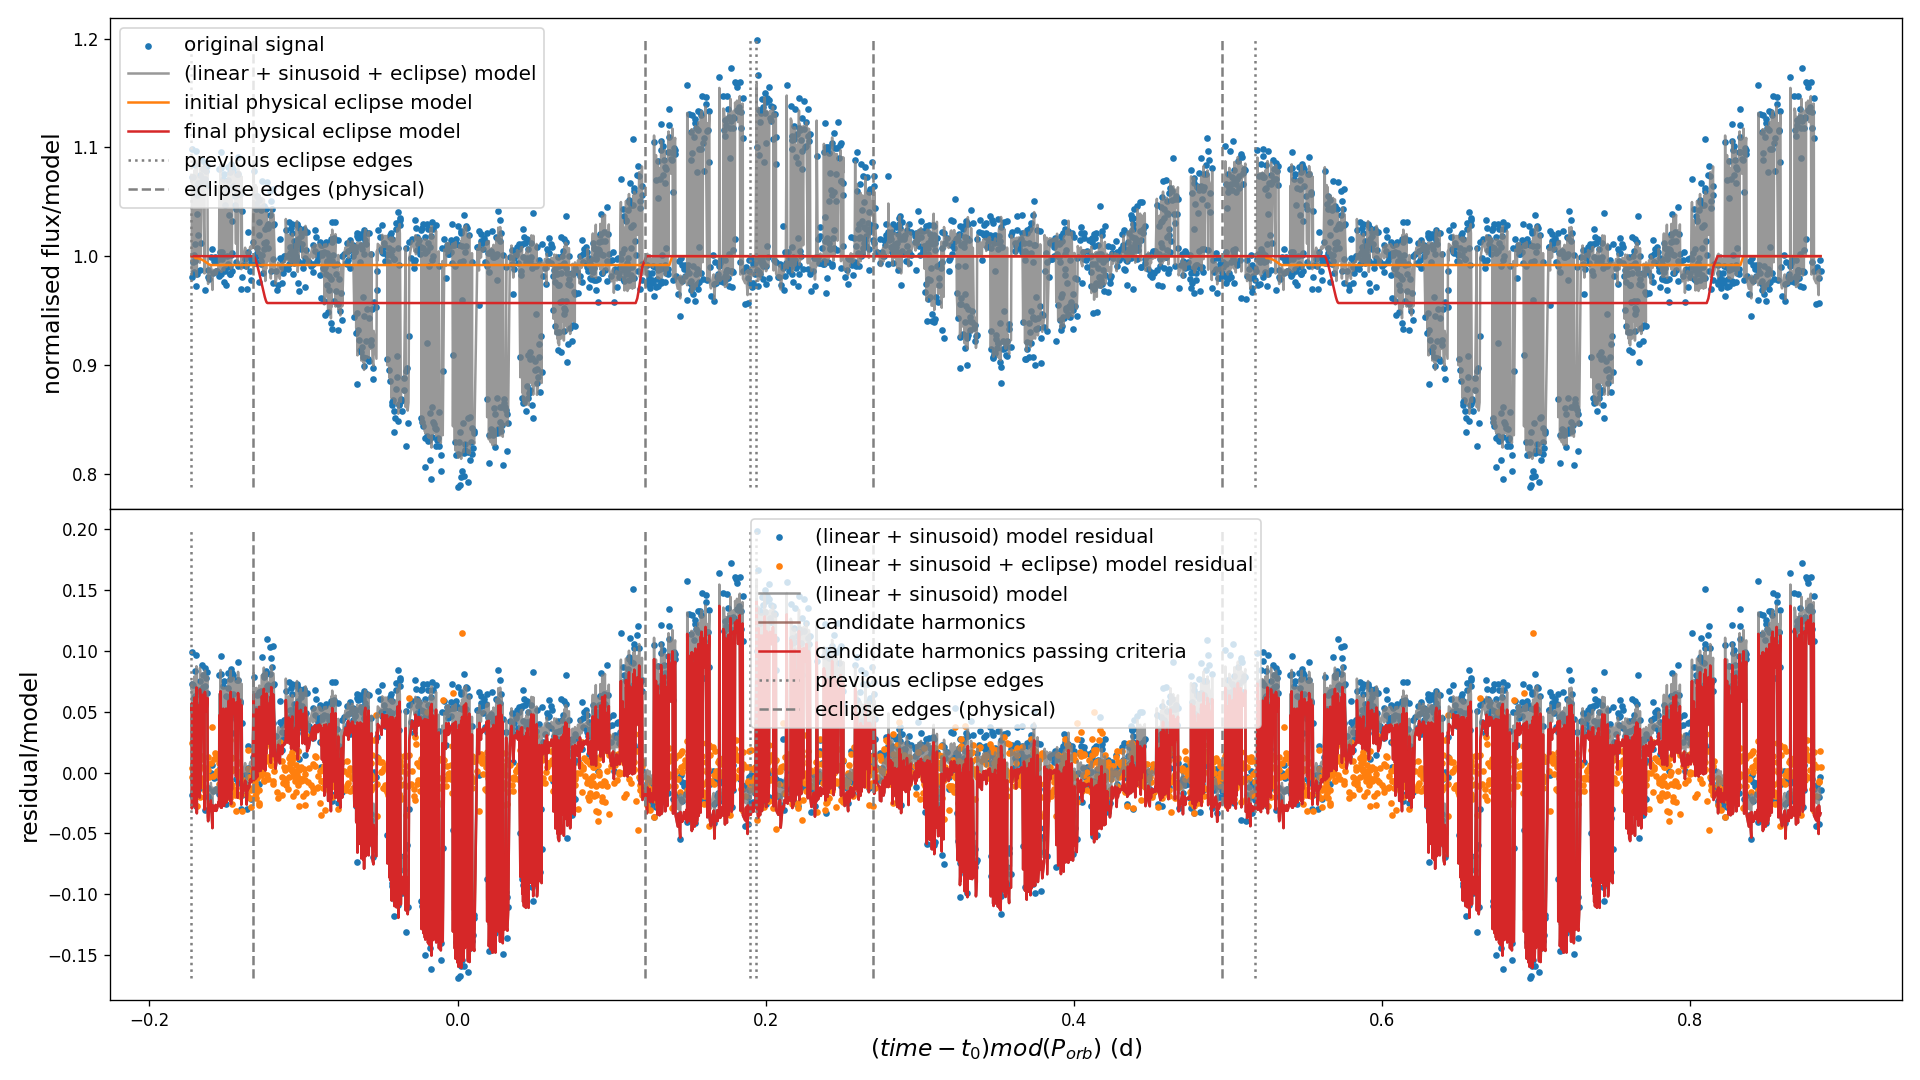 1.2
1.1
1.0
0.9
0.8
normalised flux/model
original signal
(linear + sinusoid + eclipse) model
initial physical eclipse model
final physical eclipse model
previous eclipse edges
eclipse edges (physical)
0.20
0.15
0.10
0.05
0.00
−0.05
−0.10
−0.15
residual/model
(linear + sinusoid) model residual
(linear + sinusoid + eclipse) model residual
(linear + sinusoid) model
candidate harmonics
candidate harmonics passing criteria
previous eclipse edges
eclipse edges (physical)
−0.2 0.0 0.2 0.4 0.6 0.8
(time − t₀)mod(P_orb) (d)